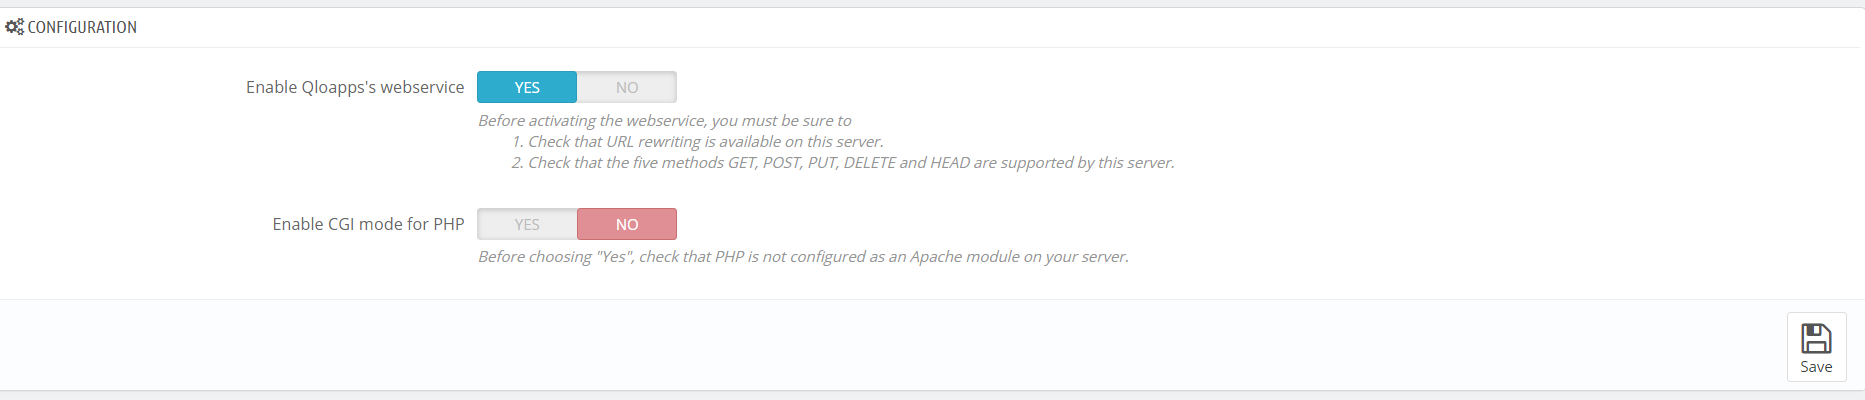 CONFIGURATION
Enable Qloapps's webservice YES NO
Before activating the webservice, you must be sure to
1. Check that URL rewriting is available on this server.
2. Check that the five methods GET, POST, PUT, DELETE and HEAD are supported by this server.
Enable CGI mode for PHP YES NO
Before choosing "Yes", check that PHP is not configured as an Apache module on your server.
Save